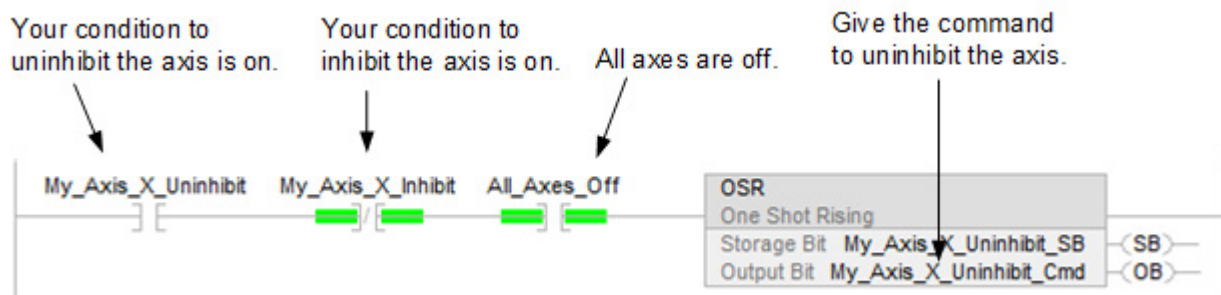 Your condition to
uninhibit the axis is on.
Your condition to
inhibit the axis is on.
All axes are off.
Give the command
to uninhibit the axis.
My_Axis_X_Uninhibit
My_Axis_X_Inhibit
All_Axes_Off
OSR
One Shot Rising
Storage Bit My_Axis_X_Uninhibit_SB
SB
Output Bit My_Axis_X_Uninhibit_Cmd
OB